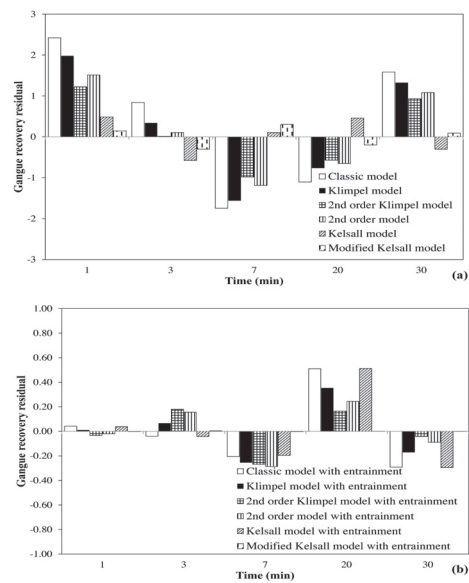 3
2
1
0
-1
-2
-3
Gangue recovery residual
Classic model
Klimpel model
2nd order Klimpel model
2nd order model
Kelsall model
Modified Kelsall model
1 3 7 20 30
Time (min)
(a)
1.00
0.80
0.60
0.40
0.20
0.00
-0.20
-0.40
-0.60
-0.80
-1.00
Gangue recovery residual
Classic model with entrainment
Klimpel model with entrainment
2nd order Klimpel model with entrainment
2nd order model with entrainment
Kelsall model with entrainment
Modified Kelsall model with entrainment
1 3 7 20 30
Time (min)
(b)